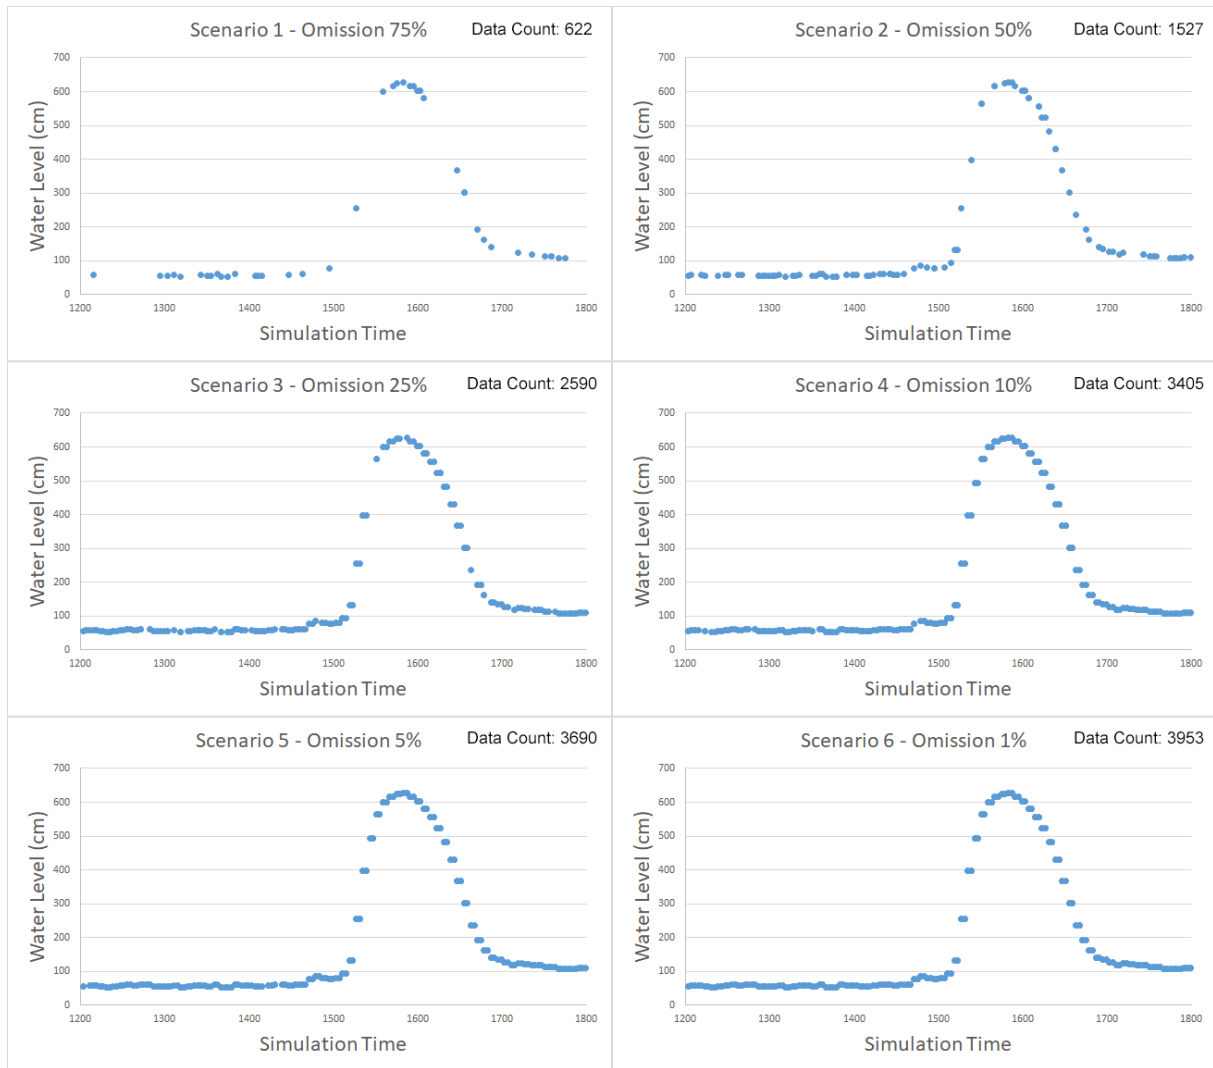 Scenario 1 - Omission 75%
Data Count: 622
700
600
500
400
300
200
100
0
Water Level (cm)
1200 1300 1400 1500 1600 1700 1800
Simulation Time
Scenario 2 - Omission 50%
Data Count: 1527
700
600
500
400
300
200
100
0
Water Level (cm)
1200 1300 1400 1500 1600 1700 1800
Simulation Time
Scenario 3 - Omission 25%
Data Count: 2590
700
600
500
400
300
200
100
0
Water Level (cm)
1200 1300 1400 1500 1600 1700 1800
Simulation Time
Scenario 4 - Omission 10%
Data Count: 3405
700
600
500
400
300
200
100
0
Water Level (cm)
1200 1300 1400 1500 1600 1700 1800
Simulation Time
Scenario 5 - Omission 5%
Data Count: 3690
700
600
500
400
300
200
100
0
Water Level (cm)
1200 1300 1400 1500 1600 1700 1800
Simulation Time
Scenario 6 - Omission 1%
Data Count: 3953
700
600
500
400
300
200
100
0
Water Level (cm)
1200 1300 1400 1500 1600 1700 1800
Simulation Time